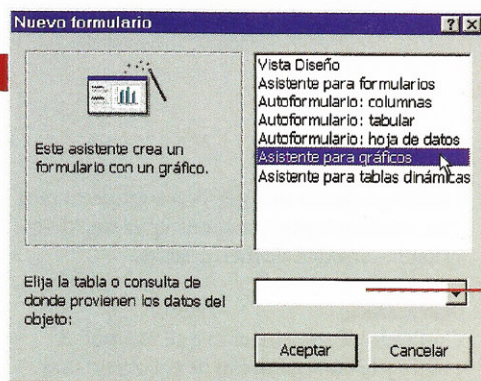 Nuevo formulario
Este asistente crea un
formulario con un gráfico.
Vista Diseño
Asistente para formularios
Autoformulario: columnas
Autoformulario: tabular
Autoformulario: hoja de datos
Asistente para gráficos
Asistente para tablas dinámicas
Elija la tabla o consulta de
donde provienen los datos del
objeto:
Aceptar
Cancelar